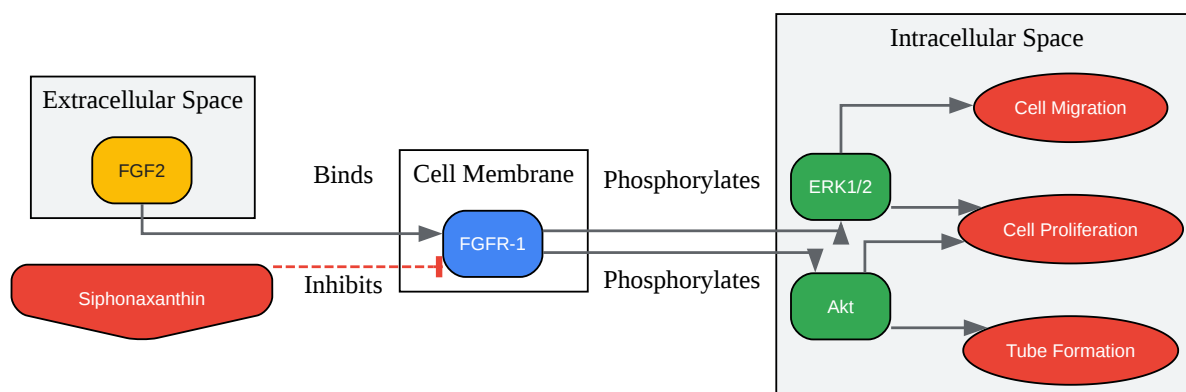 Extracellular Space
FGF2
Siphonaxanthin
Binds
Inhibits
Cell Membrane
FGFR-1
Phosphorylates
Phosphorylates
Intracellular Space
ERK1/2
Akt
Cell Migration
Cell Proliferation
Tube Formation